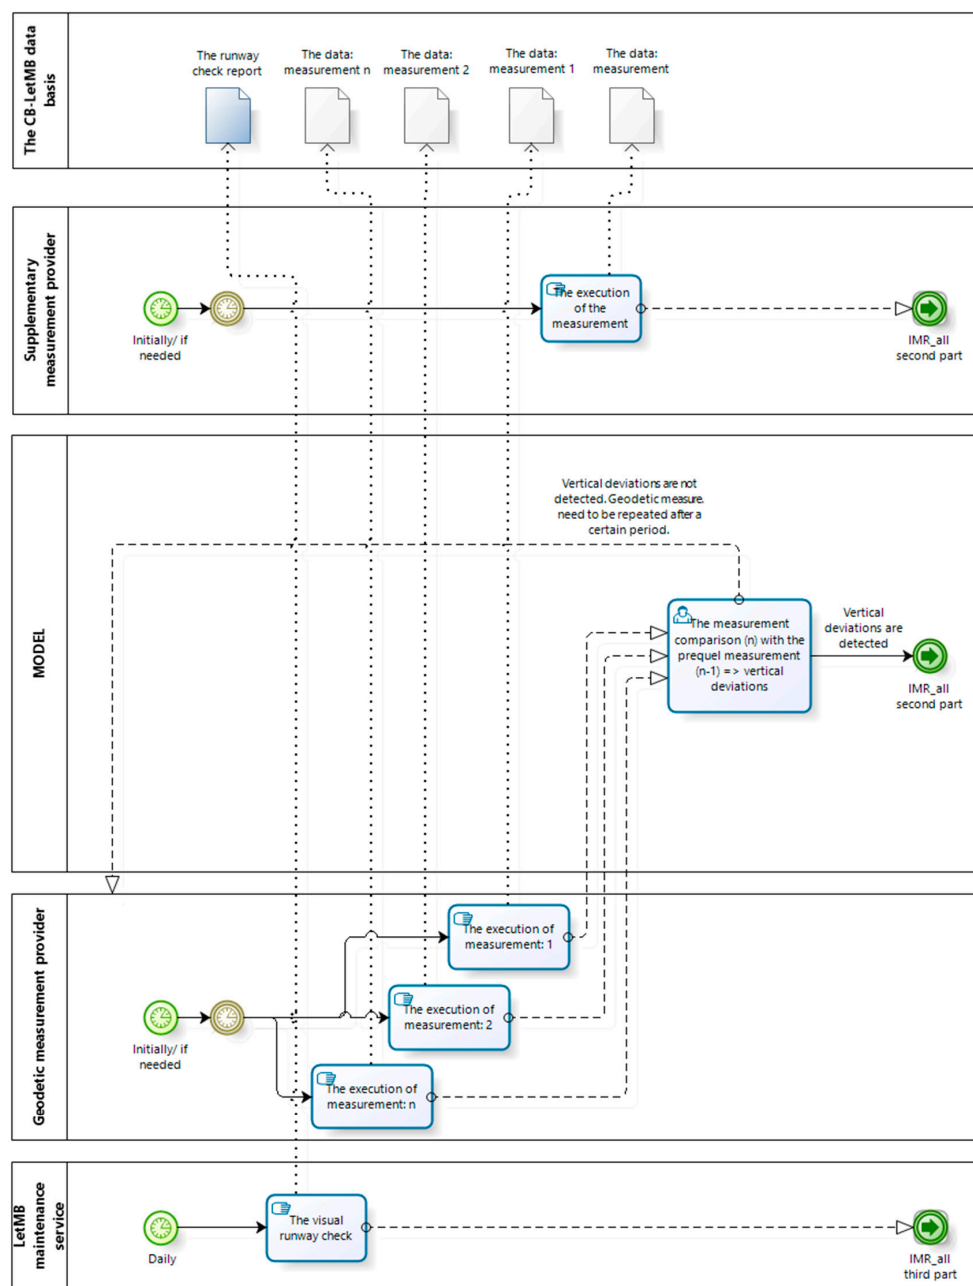 The CB-LetMB data
basis
The runway
check report
The data:
measurement n
The data:
measurement 2
The data:
measurement 1
The data:
measurement
Supplementary
measurement provider
Initially/ if
needed
The execution
of the
measurement
IMR_all
second part
MODEL
Vertical deviations are not
detected. Geodetic measure.
need to be repeated after a
certain period.
The measurement
comparison (n) with the
prequel measurement
(n-1) => vertical
deviations
Vertical
deviations are
detected
IMR_all
second part
Geodetic measurement provider
Initially/ if
needed
The execution of
measurement: 1
The execution of
measurement: 2
The execution of
measurement: n
LetMB
maintenance
service
Daily
The visual
runway check
IMR_all
third part